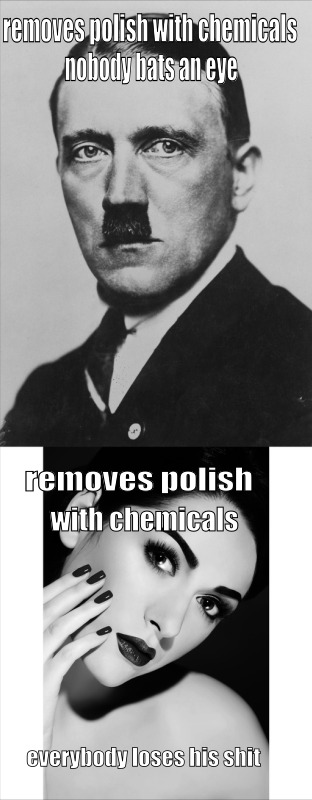 removes polish with chemicals
nobody bats an eye
removes polish
with chemicals
everybody loses his shit